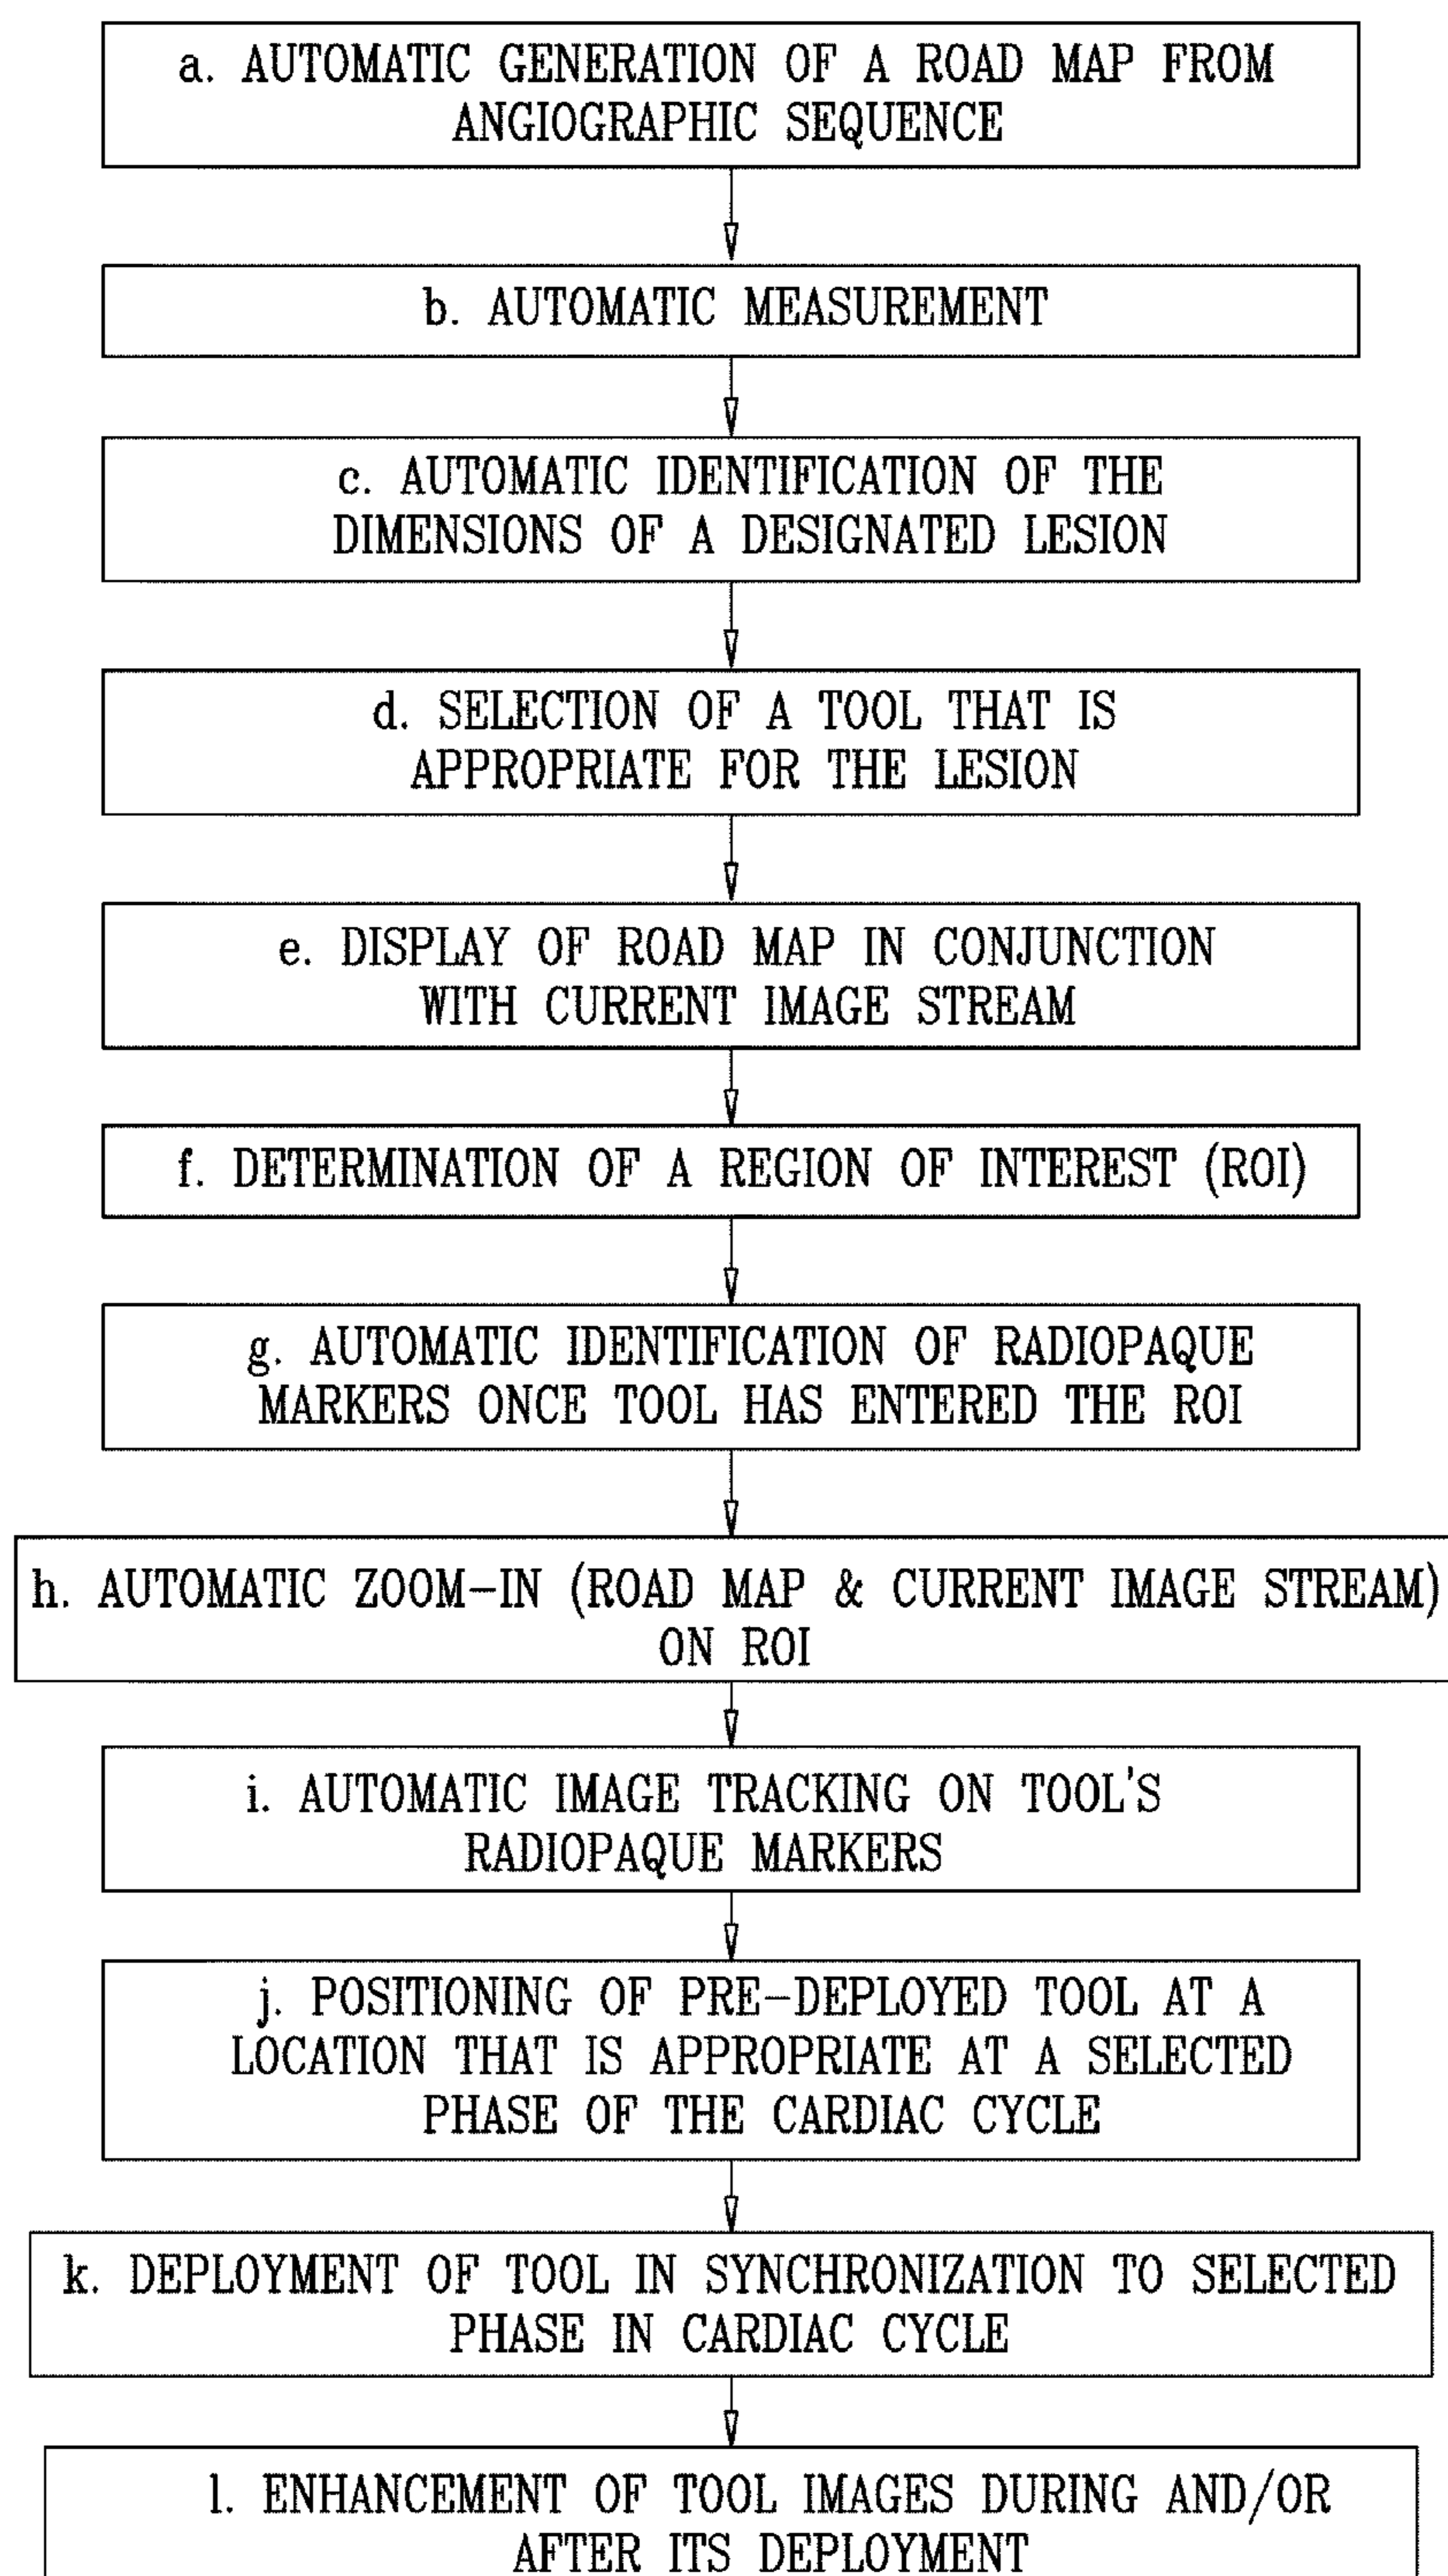 a. AUTOMATIC GENERATION OF A ROAD MAP FROM
ANGIOGRAPHIC SEQUENCE
b. AUTOMATIC MEASUREMENT
c. AUTOMATIC IDENTIFICATION OF THE
DIMENSIONS OF A DESIGNATED LESION
d. SELECTION OF A TOOL THAT IS
APPROPRIATE FOR THE LESION
e. DISPLAY OF ROAD MAP IN CONJUNCTION
WITH CURRENT IMAGE STREAM
f. DETERMINATION OF A REGION OF INTEREST (ROI)
g. AUTOMATIC IDENTIFICATION OF RADIOPAQUE
MARKERS ONCE TOOL HAS ENTERED THE ROI
h. AUTOMATIC ZOOM-IN (ROAD MAP & CURRENT IMAGE STREAM)
ON ROI
i. AUTOMATIC IMAGE TRACKING ON TOOL'S
RADIOPAQUE MARKERS
j. POSITIONING OF PRE-DEPLOYED TOOL AT A
LOCATION THAT IS APPROPRIATE AT A SELECTED
PHASE OF THE CARDIAC CYCLE
k. DEPLOYMENT OF TOOL IN SYNCHRONIZATION TO SELECTED
PHASE IN CARDIAC CYCLE
l. ENHANCEMENT OF TOOL IMAGES DURING AND/OR
AFTER ITS DEPLOYMENT